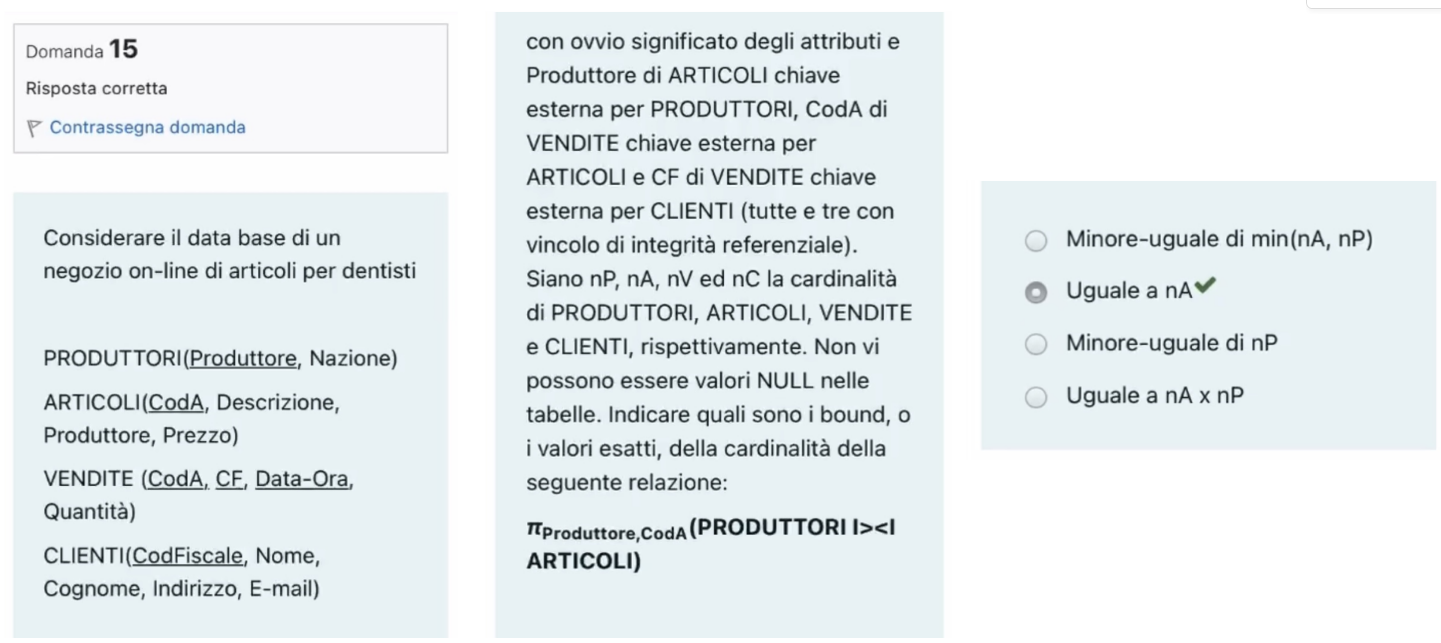 Domanda 15
Risposta corretta
Contrassegna domanda
Considerare il data base di un
negozio on-line di articoli per dentisti
PRODUTTORI(Produttore, Nazione)
ARTICOLI(CodA, Descrizione,
Produttore, Prezzo)
VENDITE (CodA, CF, Data-Ora,
Quantità)
CLIENTI(CodFiscale, Nome,
Cognome, Indirizzo, E-mail)
con ovvio significato degli attributi e
Produttore di ARTICOLI chiave
esterna per PRODUTTORI, CodA di
VENDITE chiave esterna per
ARTICOLI e CF di VENDITE chiave
esterna per CLIENTI (tutte e tre con
vincolo di integrità referenziale).
Siano nP, nA, nV ed nC la cardinalità
di PRODUTTORI, ARTICOLI, VENDITE
e CLIENTI, rispettivamente. Non vi
possono essere valori NULL nelle
tabelle. Indicare quali sono i bound, o
i valori esatti, della cardinalità della
seguente relazione:
πProduttore,CodA(PRODUTTORI I><I
ARTICOLI)
Minore-uguale di min(nA, nP)
Uguale a nA
Minore-uguale di nP
Uguale a nA x nP